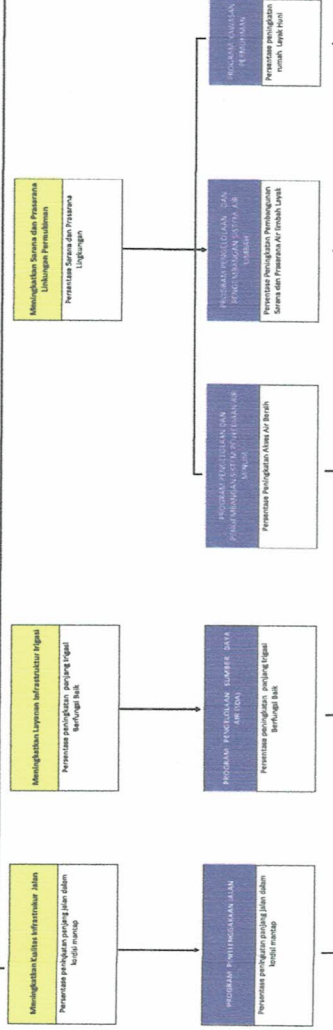 Meningkatkan Kualitas Infrastrukur Jalan
Persentase peningkatan panjang jalan dalam
kondisi mantap
Meningkatkan Layanan Infrastruktur Irigasi
Persentase peningkatan panjang Irigasi
Berfungsi Baik
Meningkatkan Sarana dan Prasarana
Linkungan Permukiman
Persentase Sarana dan Prasarana
Lingkungan
PROGRAM PENYELENGGARAAN JALAN
Persentase peningkatan panjang jalan dalam
kondisi mantap
PROGRAM PENGELOLAAN SUMBER DAYA
AIR (SDA)
Persentase peningkatan panjang Irigasi
Berfungsi Baik
PROGRAM PENGELOLAAN DAN
PENGEMBANGAN SISTEM PENYEDIAAN AIR
MINUM
Persentase Peningkatan Akses Air Bersih
PROGRAM PENGELOLAAN DAN
PENGEMBANGAN SISTEM AIR
LIMBAH
Persentase Peningkatan Pembangunan
Sarana dan Prasarana Air limbah Layak
PROGRAM KAWASAN
PERMUKIMAN
Persentase peningkatan
rumah Layak Huni